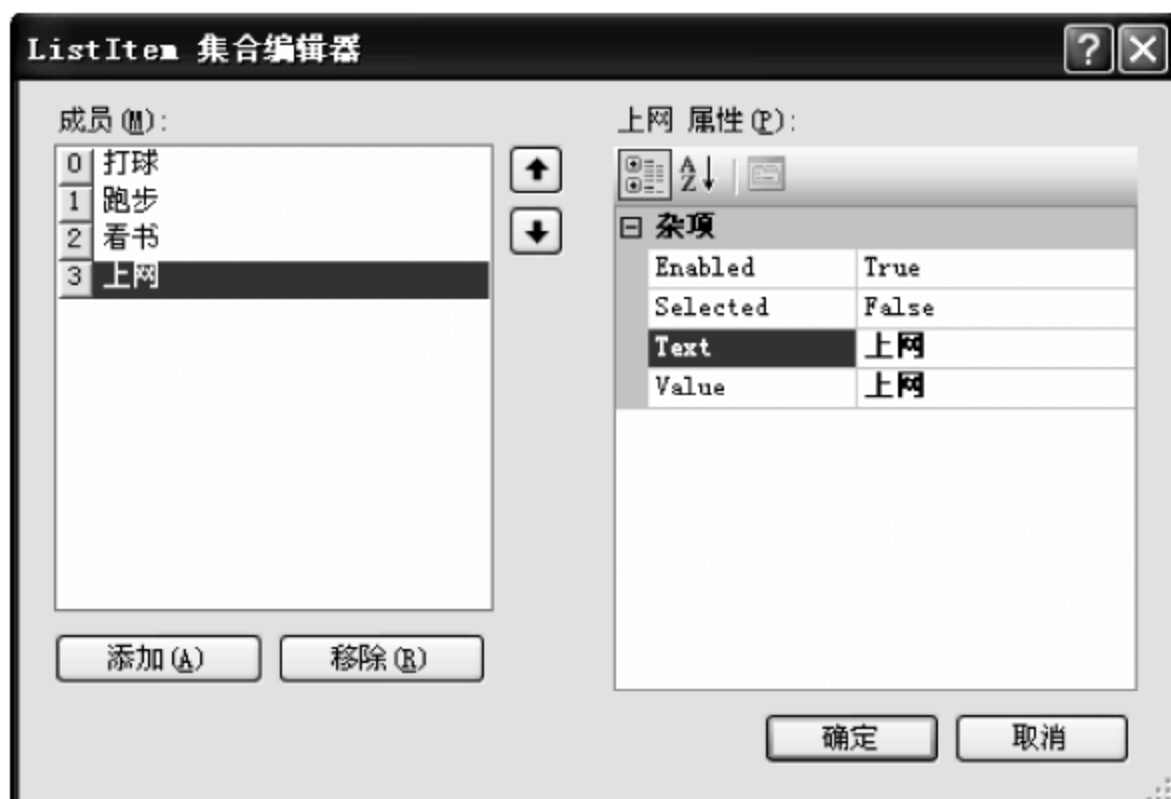 ListItem 集合编辑器
成员(M):
0 打球
1 跑步
2 看书
3 上网
添加(A) 移除(R)
上网 属性(P):
杂项
Enabled True
Selected False
Text 上网
Value 上网
确定 取消